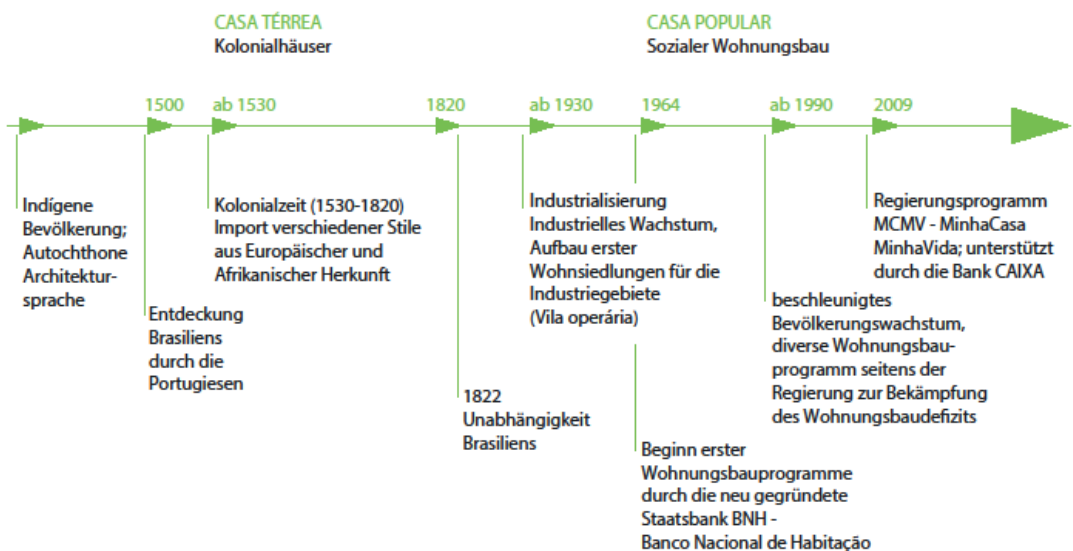 CASA TÉRREA
Kolonialhäuser
CASA POPULAR
Sozialer Wohnungsbau
1500
ab 1530
1820
ab 1930
1964
ab 1990
2009
Indígene
Bevölkerung;
Autochthone
Architektur-
sprache
Entdeckung
Brasiliens
durch die
Portugiesen
Kolonialzeit (1530-1820)
Import verschiedener Stile
aus Europäischer und
Afrikanischer Herkunft
1822
Unabhängigkeit
Brasiliens
Industrialisierung
Industrielles Wachstum,
Aufbau erster
Wohnsiedlungen für die
Industriegebiete
(Vila operária)
Beginn erster
Wohnungsbauprogramme
durch die neu gegründete
Staatsbank BNH -
Banco Nacional de Habitação
beschleunigtes
Bevölkerungswachstum,
diverse Wohnungsbau-
programm seitens der
Regierung zur Bekämpfung
des Wohnungsbaudefizits
Regierungsprogramm
MCMV - MinhaCasa
MinhaVida; unterstützt
durch die Bank CAIXA